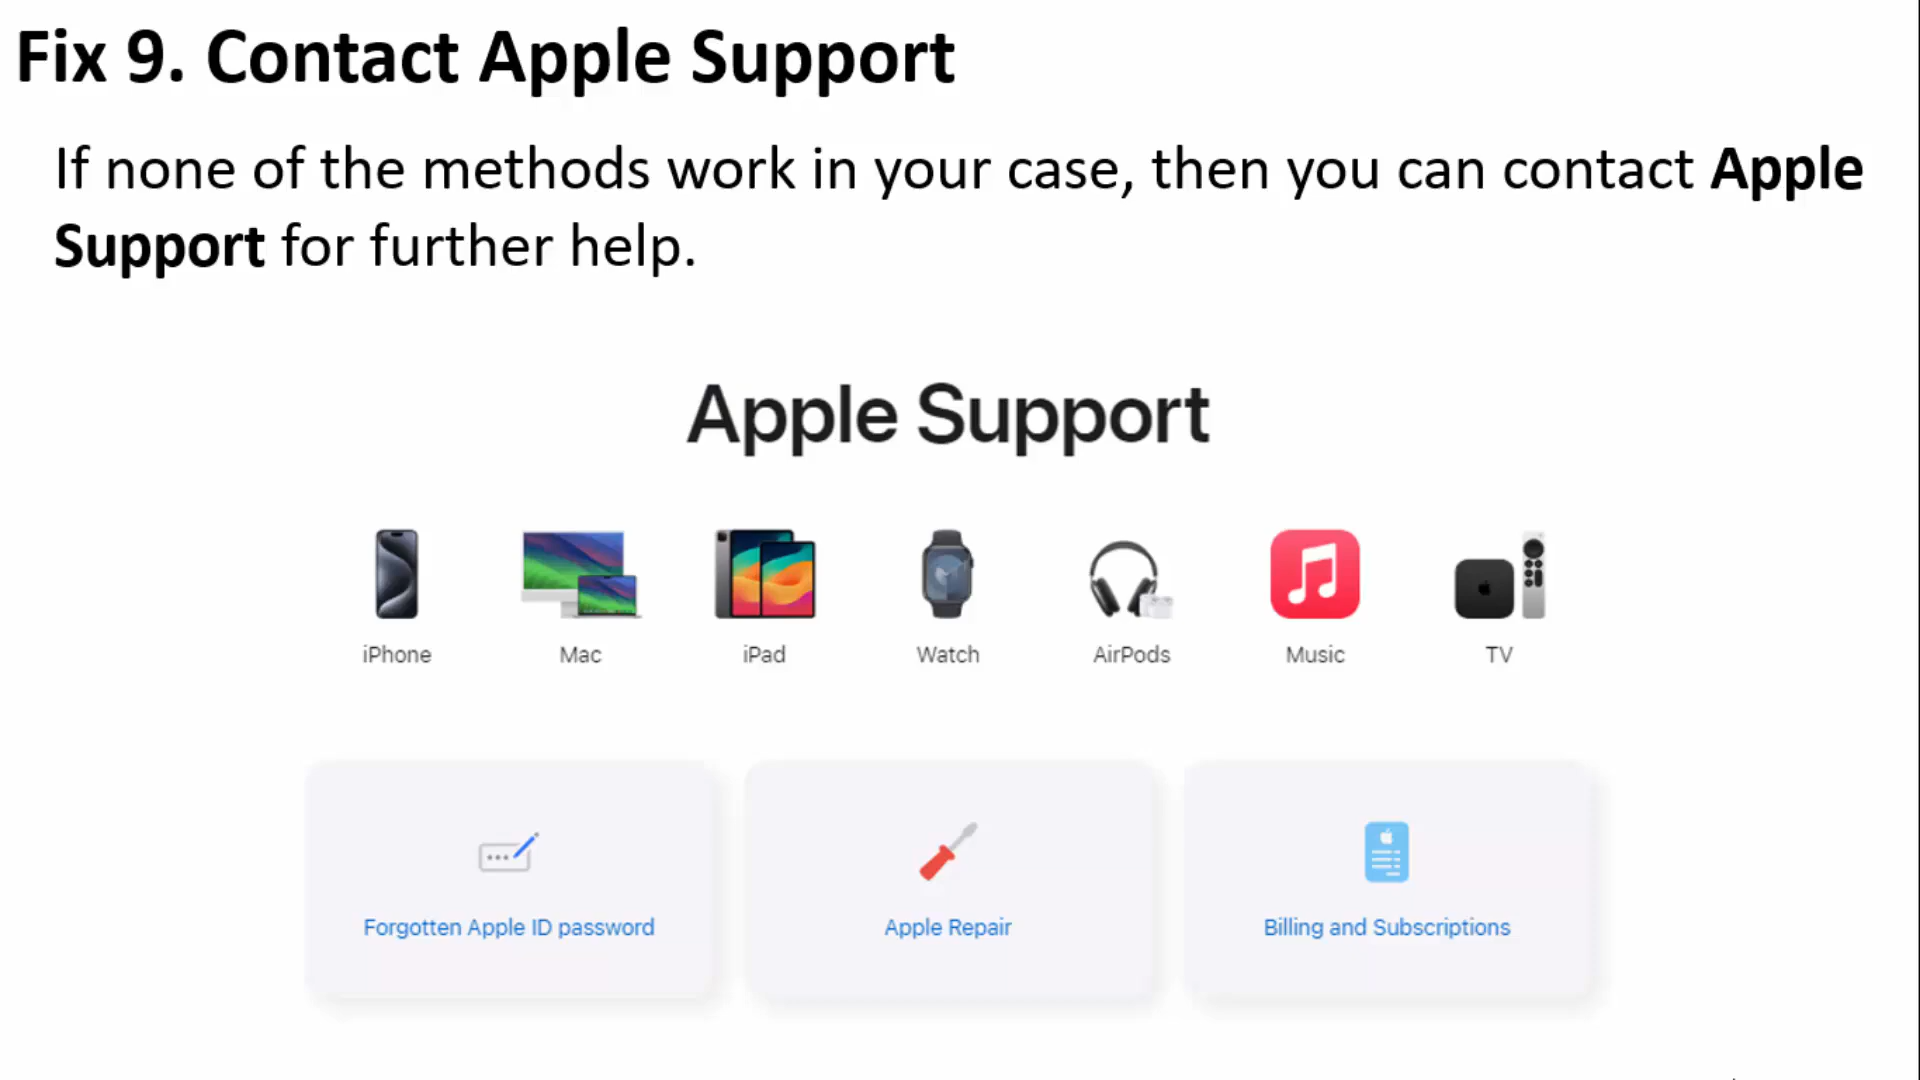 Fix 9. Contact Apple Support
If none of the methods work in your case, then you can contact Apple
Support for further help.
Apple Support
iPhone
Mac
iPad
Watch
AirPods
Music
TV
Forgotten Apple ID password
Apple Repair
Billing and Subscriptions